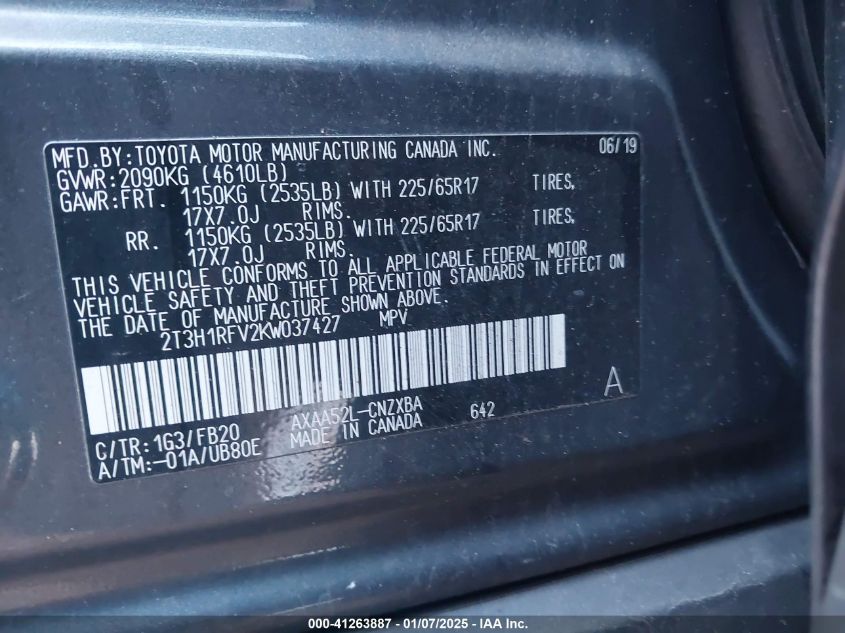 MFD.BY:TOYOTA MOTOR MANUFACTURING CANADA INC. 06/19
GVWR:2090KG (4610LB)
GAWR:FRT. 1150KG (2535LB) WITH 225/65R17 TIRES,
17X7.0J RIMS.
RR. 1150KG (2535LB) WITH 225/65R17 TIRES,
17X7.0J RIMS.
THIS VEHICLE CONFORMS TO ALL APPLICABLE FEDERAL MOTOR
VEHICLE SAFETY AND THEFT PREVENTION STANDARDS IN EFFECT ON
THE DATE OF MANUFACTURE SHOWN ABOVE.
2T3H1RFV2KW037427 MPV
A
C/TR:1G3/FB20 AXAA52L-CNZXBA 642
A/TM:-01A/UB80E MADE IN CANADA
000-41263887 - 01/07/2025 - IAA Inc.